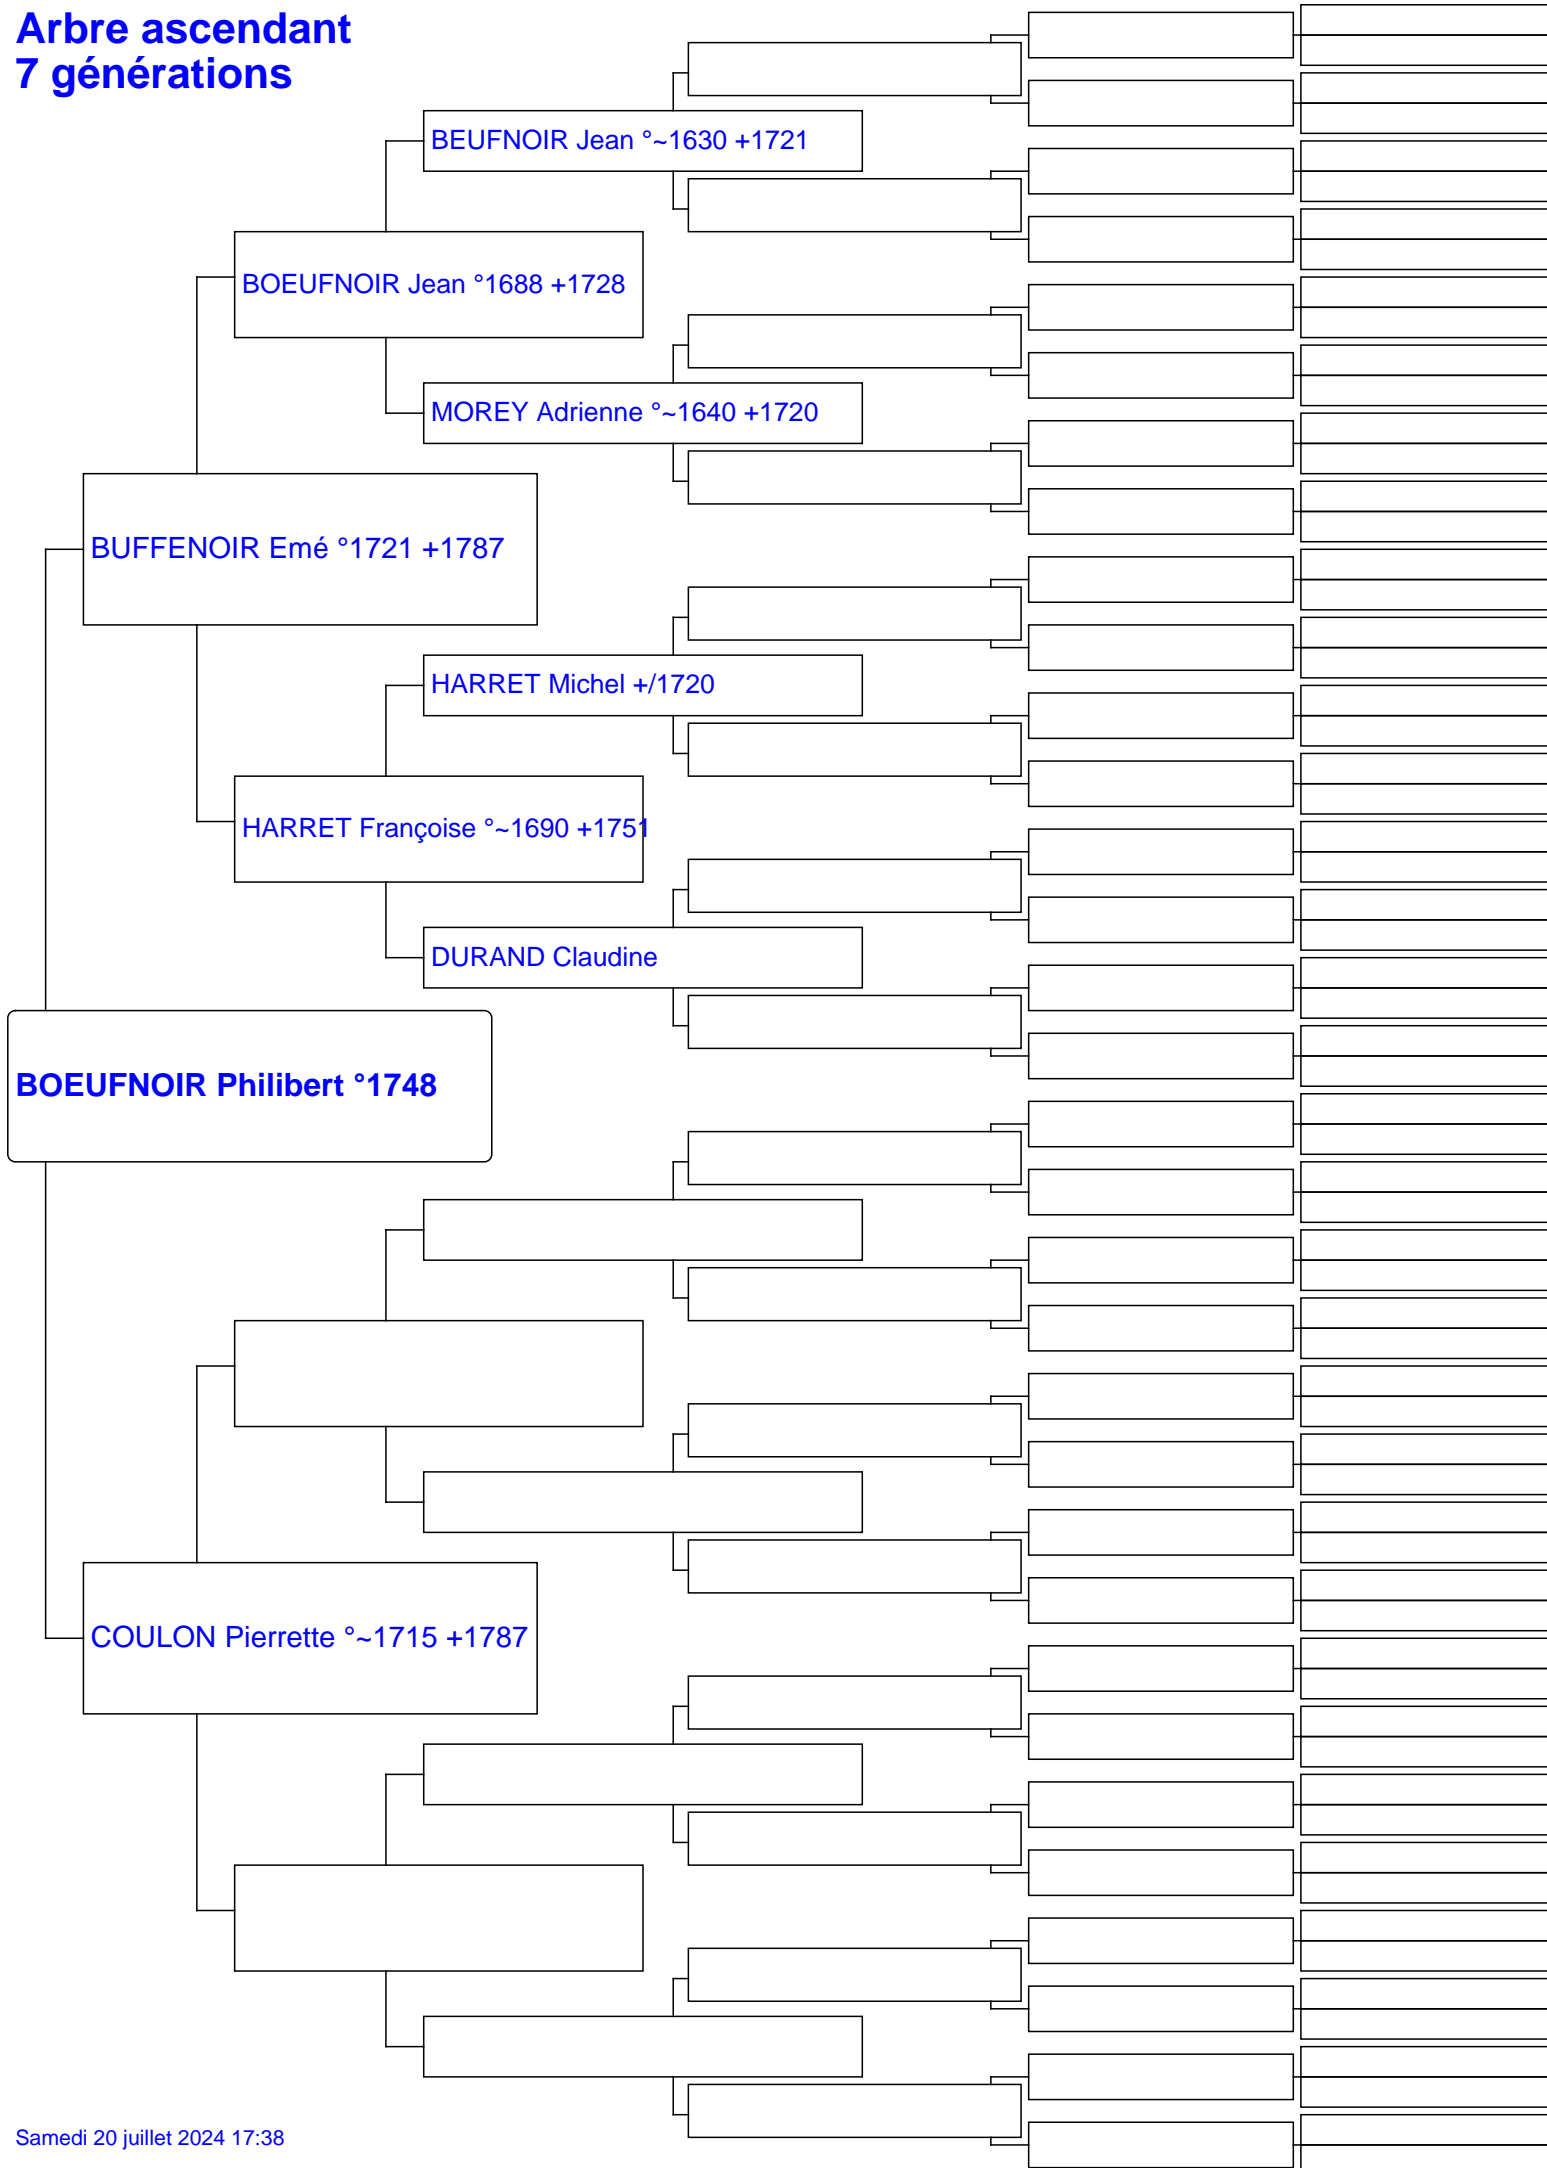 Arbre ascendant
7 générations
BEUFNOIR Jean °~1630 +1721
BOEUFNOIR Jean °1688 +1728
MOREY Adrienne °~1640 +1720
BUFFENOIR Emé °1721 +1787
HARRET Michel +/1720
HARRET Françoise °~1690 +1751
DURAND Claudine
BOEUFNOIR Philibert °1748
COULON Pierrette °~1715 +1787
Samedi 20 juillet 2024 17:38